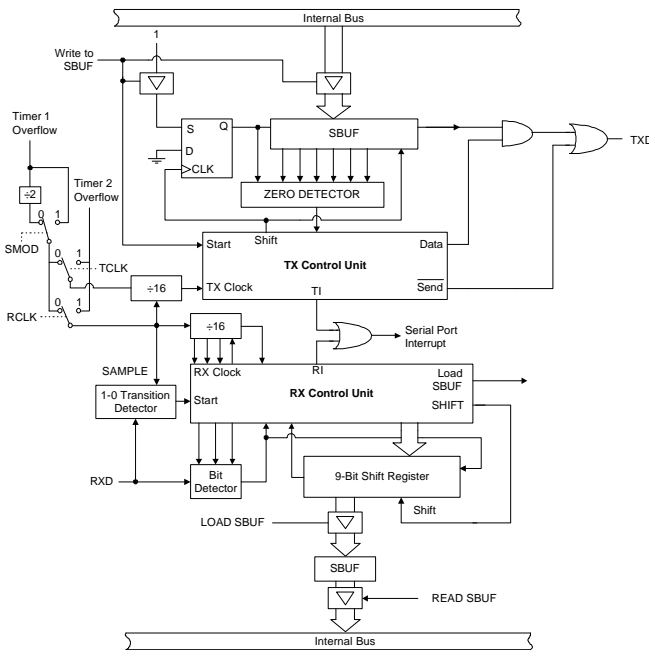 Internal Bus
1
Write to
SBUF
Timer 1
Overflow
S
Q
D
CLK
SBUF
TXD
÷2
Timer 2
Overflow
ZERO DETECTOR
0
1
SMOD
Shift
Start
Data
TX Control Unit
0
1
TCLK
÷16
TX Clock
TI
Send
RCLK
0
1
÷16
Serial Port
Interrupt
SAMPLE
RX Clock
RI
Load
SBUF
1-0 Transition
Detector
Start
RX Control Unit
SHIFT
RXD
Bit
Detector
9-Bit Shift Register
Shift
LOAD SBUF
SBUF
READ SBUF
Internal Bus